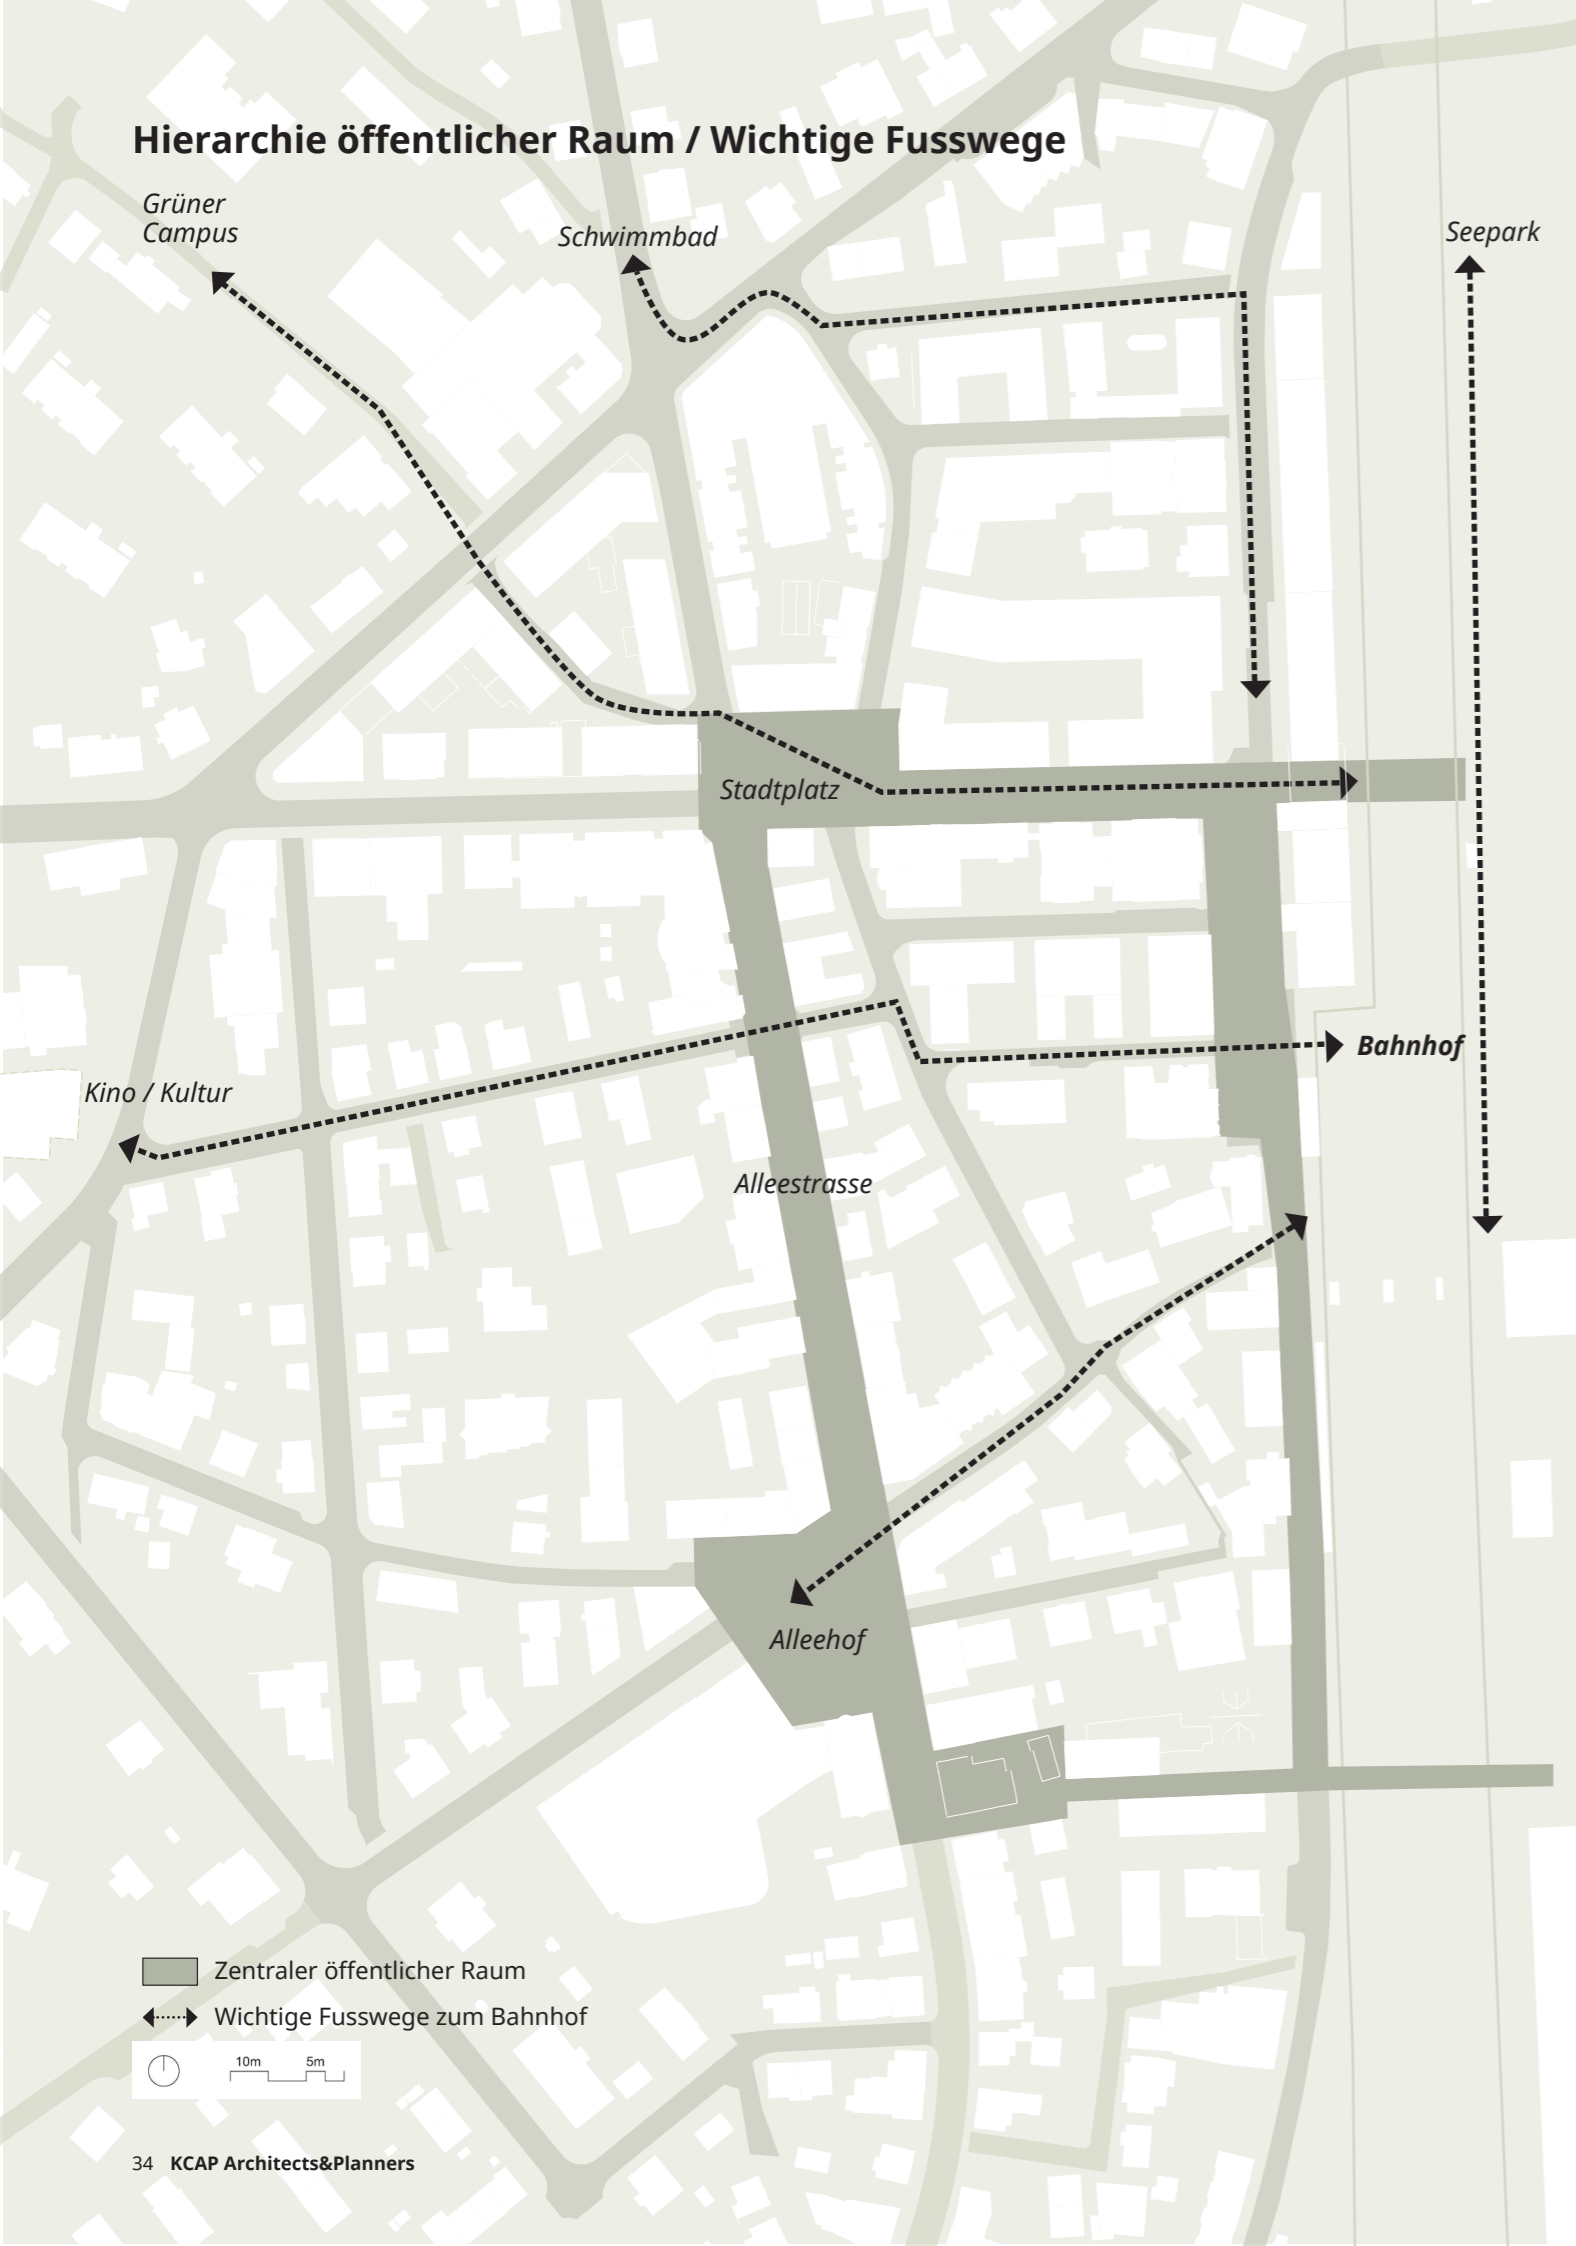 Hierarchie öffentlicher Raum / Wichtige Fusswege
Grüner
Campus
Schwimmbad
Seepark
Stadtplatz
Bahnhof
Kino / Kultur
Alleestrasse
Alleehof
Zentraler öffentlicher Raum
Wichtige Fusswege zum Bahnhof
10m 5m
34 KCAP Architects&Planners